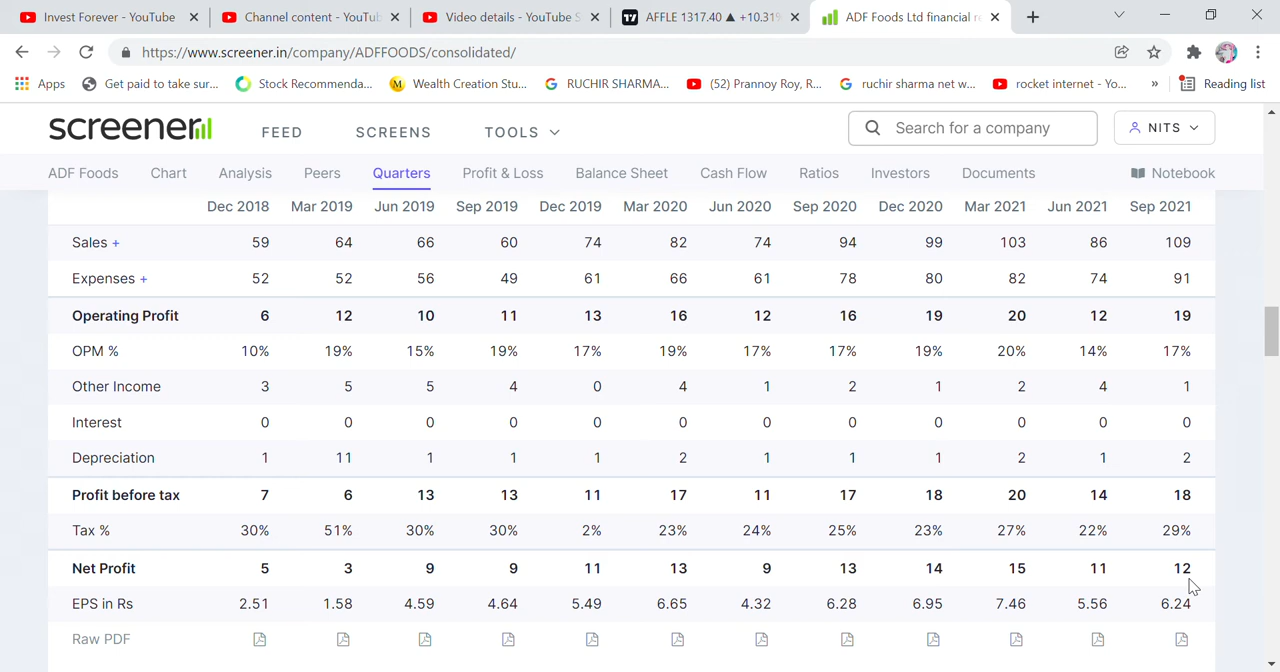 Invest Forever - YouTube Channel content - YouTu Video details - YouTube S AFFLE 1317.40 ▲ +10.31% ADF Foods Ltd financial re
https://www.screener.in/company/ADFFOODS/consolidated/
Apps Get paid to take sur... Stock Recommenda... Wealth Creation Stu... RUCHIR SHARMA... (52) Prannoy Roy, R... ruchir sharma net w... rocket internet - Yo... » Reading list
screener FEED SCREENS TOOLS Search for a company NITS
ADF Foods Chart Analysis Peers Quarters Profit & Loss Balance Sheet Cash Flow Ratios Investors Documents Notebook
Dec 2018 Mar 2019 Jun 2019 Sep 2019 Dec 2019 Mar 2020 Jun 2020 Sep 2020 Dec 2020 Mar 2021 Jun 2021 Sep 2021
Sales + 59 64 66 60 74 82 74 94 99 103 86 109
Expenses + 52 52 56 49 61 66 61 78 80 82 74 91
Operating Profit 6 12 10 11 13 16 12 16 19 20 12 19
OPM % 10% 19% 15% 19% 17% 19% 17% 17% 19% 20% 14% 17%
Other Income 3 5 5 4 0 4 1 2 1 2 4 1
Interest 0 0 0 0 0 0 0 0 0 0 0 0
Depreciation 1 11 1 1 1 2 1 1 1 2 1 2
Profit before tax 7 6 13 13 11 17 11 17 18 20 14 18
Tax % 30% 51% 30% 30% 2% 23% 24% 25% 23% 27% 22% 29%
Net Profit 5 3 9 9 11 13 9 13 14 15 11 12
EPS in Rs 2.51 1.58 4.59 4.64 5.49 6.65 4.32 6.28 6.95 7.46 5.56 6.24
Raw PDF